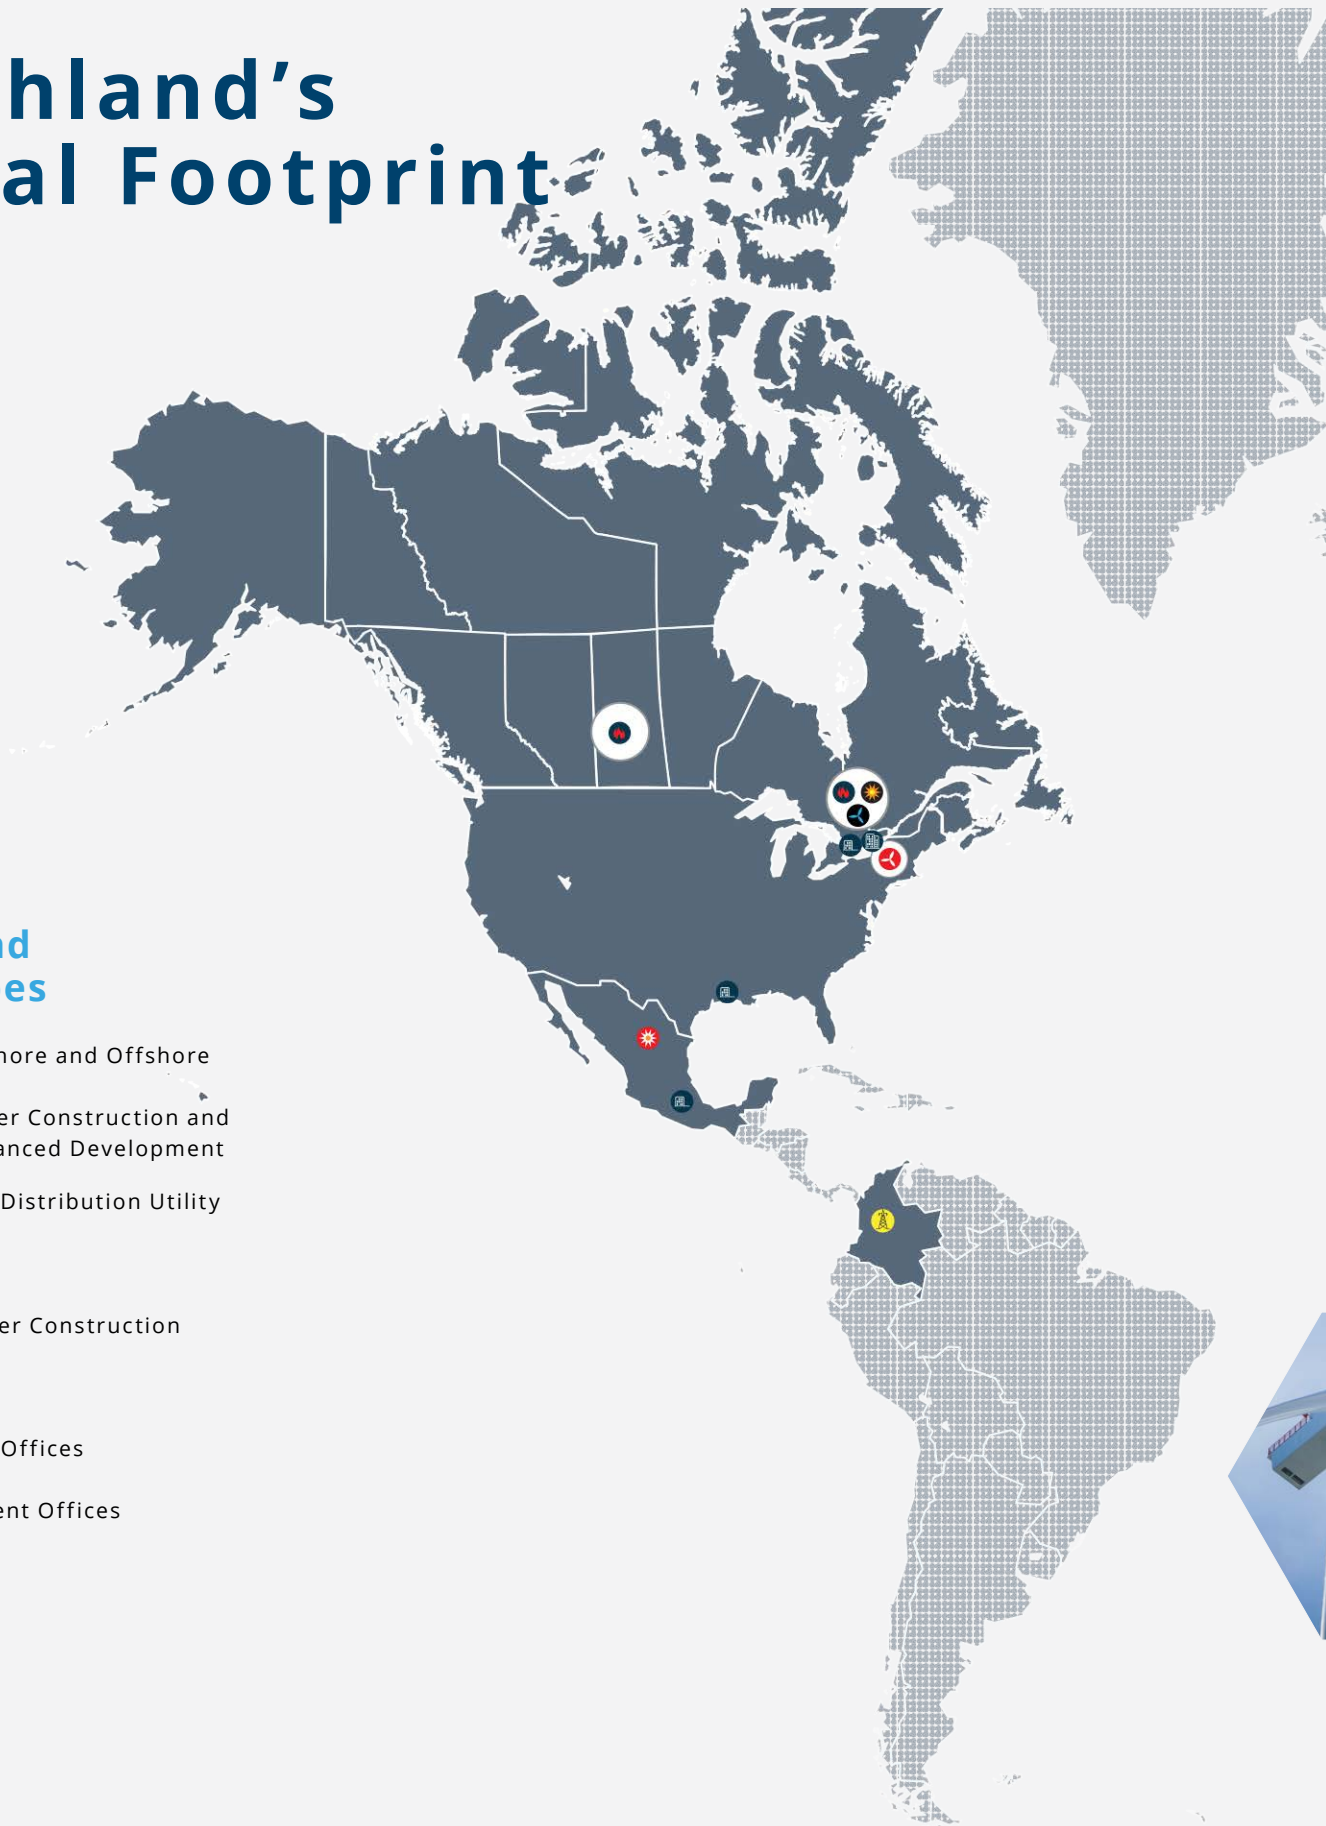 hland’s
al Footprint
nd
es
hore and Offshore
er Construction and
anced Development
Distribution Utility
er Construction
Offices
ent Offices